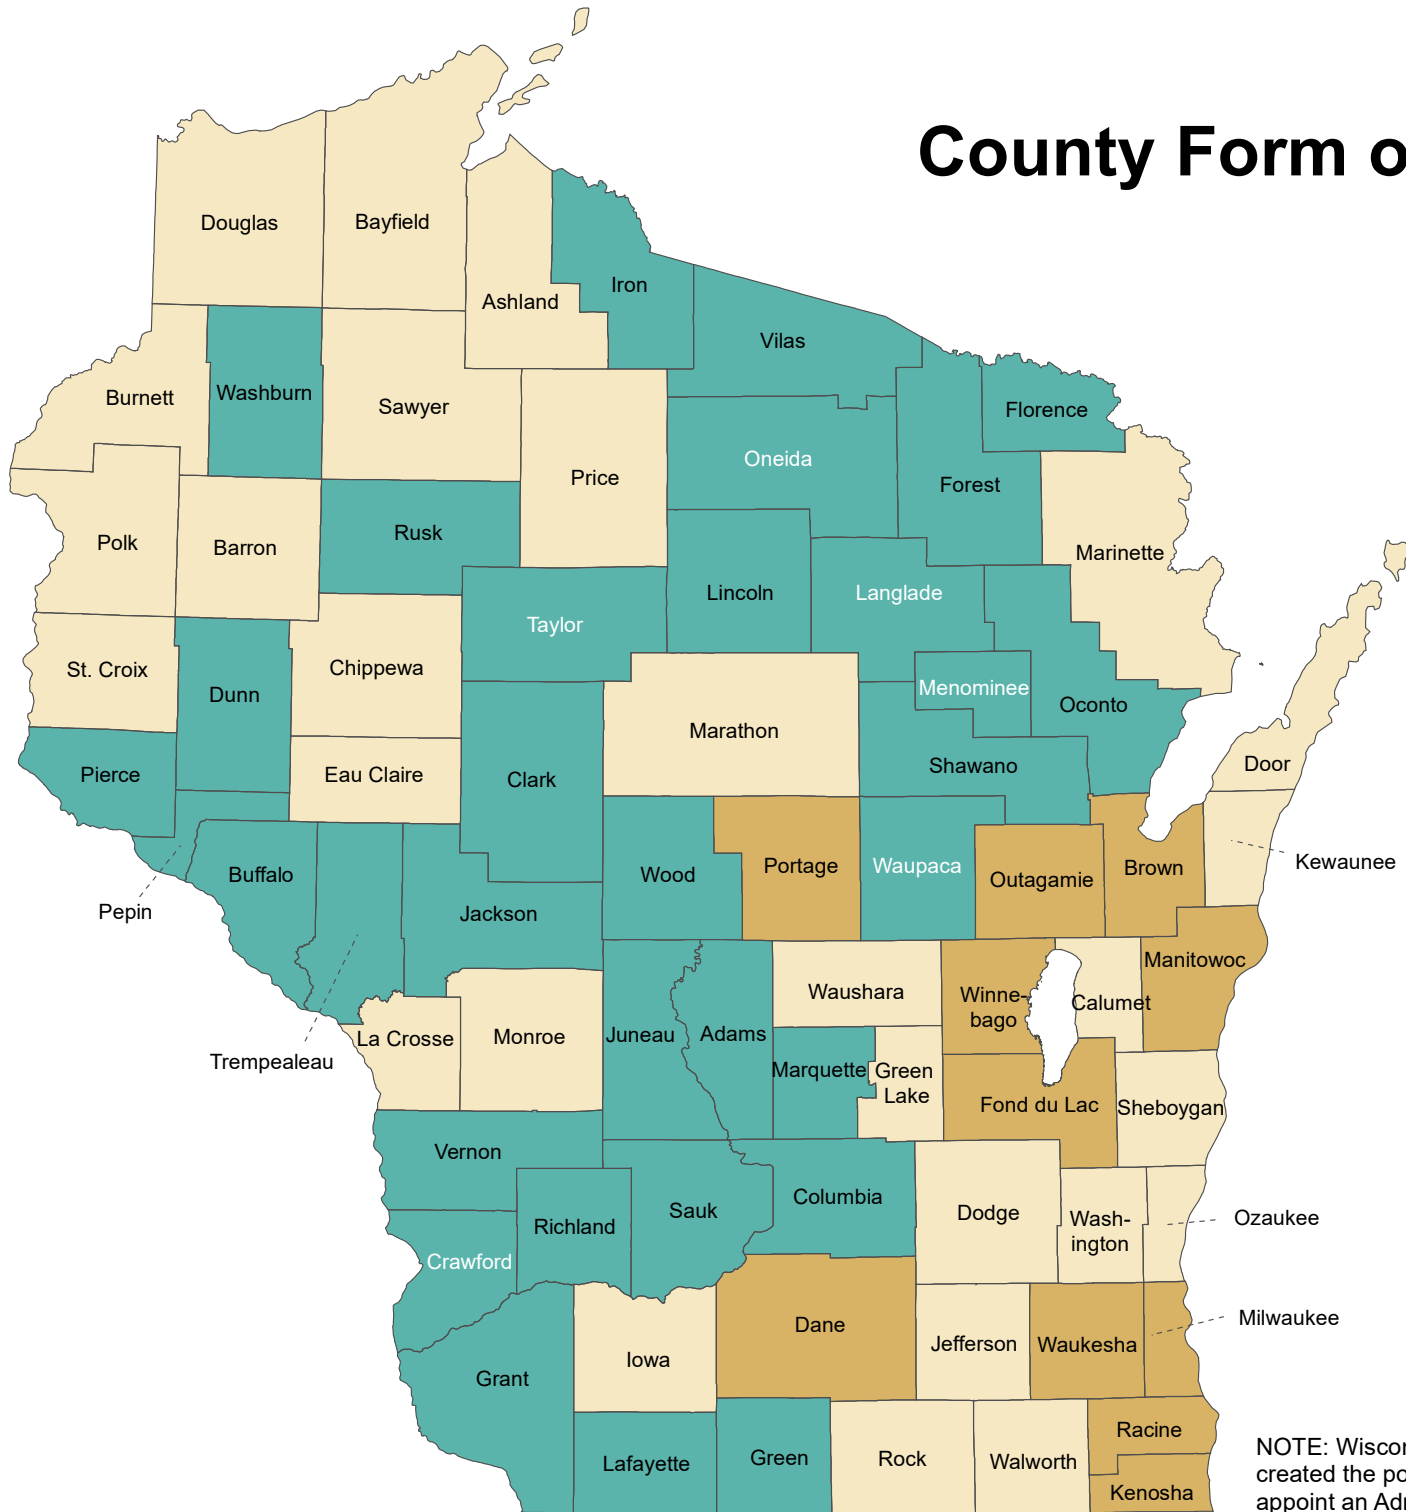 County Form o
Douglas
Bayfield
Ashland
Iron
Vilas
Burnett
Washburn
Sawyer
Price
Oneida
Forest
Florence
Marinette
Polk
Barron
Rusk
Taylor
Lincoln
Langlade
St. Croix
Dunn
Chippewa
Marathon
Menominee
Oconto
Pierce
Eau Claire
Clark
Shawano
Door
Pepin
Buffalo
Jackson
Wood
Portage
Waupaca
Outagamie
Brown
Kewaunee
Trempealeau
La Crosse
Monroe
Juneau
Adams
Waushara
Marquette
Green
Lake
Winne-
bago
Calumet
Manitowoc
Fond du Lac
Sheboygan
Vernon
Richland
Sauk
Columbia
Dodge
Wash-
ington
Ozaukee
Crawford
Grant
Iowa
Dane
Jefferson
Waukesha
Milwaukee
Lafayette
Green
Rock
Walworth
Racine
Kenosha
NOTE: Wiscon
created the po
appoint an Adm